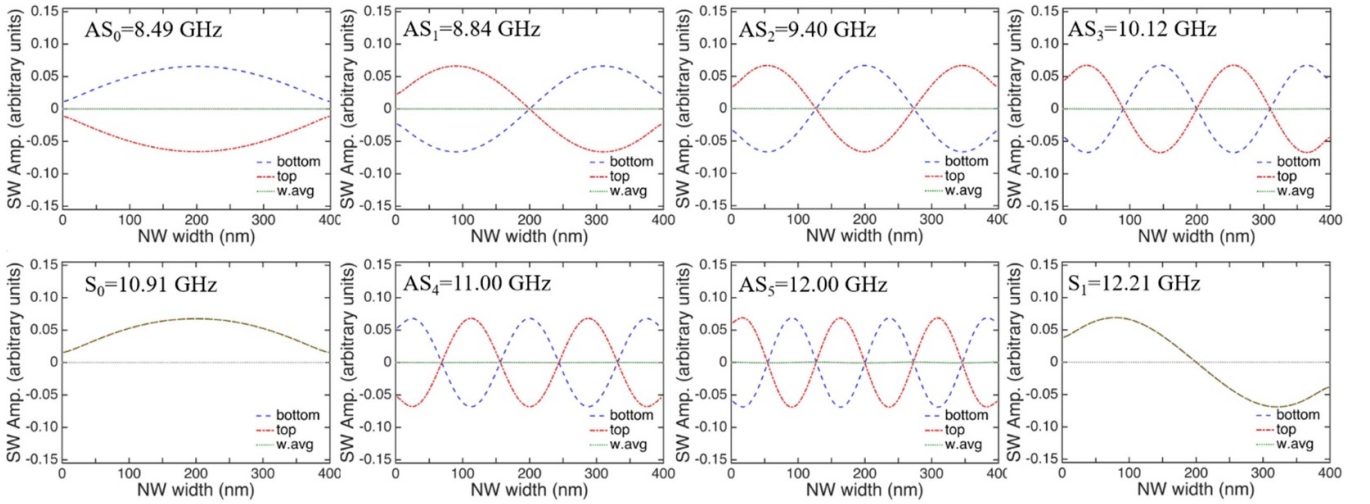 AS₀=8.49 GHz
SW Amp. (arbitrary units)
0.15
0.10
0.05
0
-0.05
-0.10
-0.15
bottom
top
w.avg
0 100 200 300 400
NW width (nm)
AS₁=8.84 GHz
SW Amp. (arbitrary units)
0.15
0.10
0.05
0
-0.05
-0.10
-0.15
bottom
top
w.avg
0 100 200 300 400
NW width (nm)
AS₂=9.40 GHz
SW Amp. (arbitrary units)
0.15
0.10
0.05
0
-0.05
-0.10
-0.15
bottom
top
w.avg
0 100 200 300 400
NW width (nm)
AS₃=10.12 GHz
SW Amp. (arbitrary units)
0.15
0.10
0.05
0
-0.05
-0.10
-0.15
bottom
top
w.avg
0 100 200 300 400
NW width (nm)
S₀=10.91 GHz
SW Amp. (arbitrary units)
0.15
0.10
0.05
0
-0.05
-0.10
-0.15
bottom
top
w.avg
0 100 200 300 400
NW width (nm)
AS₄=11.00 GHz
SW Amp. (arbitrary units)
0.15
0.10
0.05
0
-0.05
-0.10
-0.15
bottom
top
w.avg
0 100 200 300 400
NW width (nm)
AS₅=12.00 GHz
SW Amp. (arbitrary units)
0.15
0.10
0.05
0
-0.05
-0.10
-0.15
bottom
top
w.avg
0 100 200 300 400
NW width (nm)
S₁=12.21 GHz
SW Amp. (arbitrary units)
0.15
0.10
0.05
0
-0.05
-0.10
-0.15
bottom
top
w.avg
0 100 200 300 400
NW width (nm)